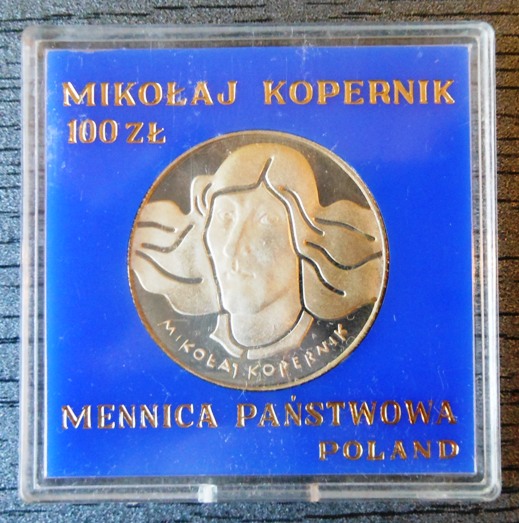 MIKOŁAJ KOPERNIK
100 ZŁ
MIKOŁAJ KOPERNIK
MENNICA PAŃSTWOWA
POLAND